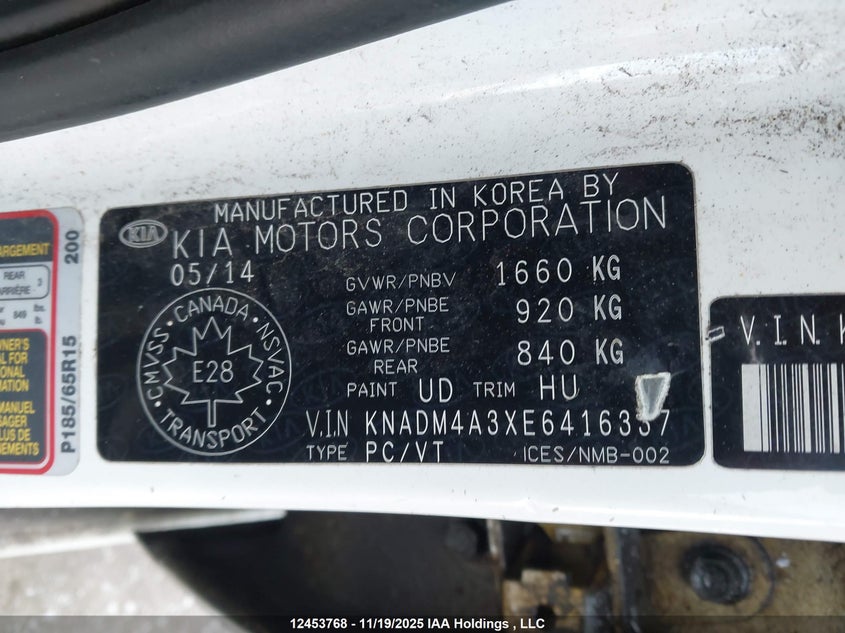 MANUFACTURED IN KOREA BY
KIA KIA MOTORS CORPORATION
05/14
GVWR/PNBV 1660 KG
GAWR/PNBE FRONT 920 KG
GAWR/PNBE REAR 840 KG
PAINT UD TRIM HU
V.I.N KNADM4A3XE6416337
TYPE PC/VT ICES/NMB-002
CMVSS · CANADA · NSVAC
E28
TRANSPORT
V.I.N. K
200
P185/65R15
REAR
3
849
12453768 - 11/19/2025 IAA Holdings , LLC